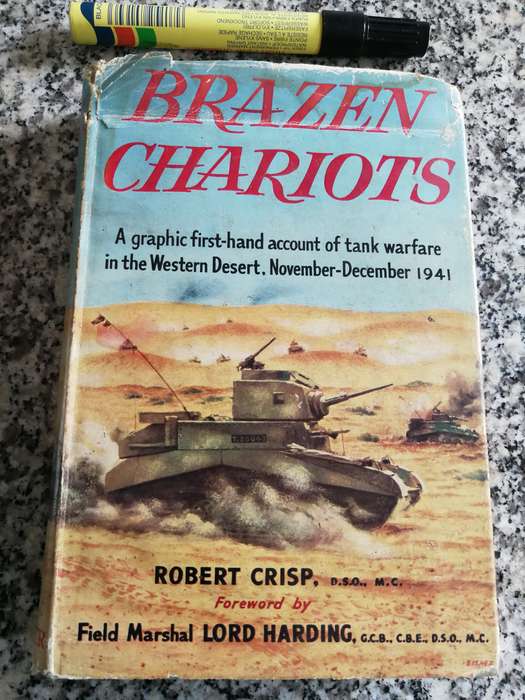 BRAZEN
CHARIOTS
A graphic first-hand account of tank warfare
in the Western Desert, November-December 1941
ROBERT CRISP, D.S.O., M.C.
Foreword by
Field Marshal LORD HARDING, G.C.B., C.B.E., D.S.O., M.C.